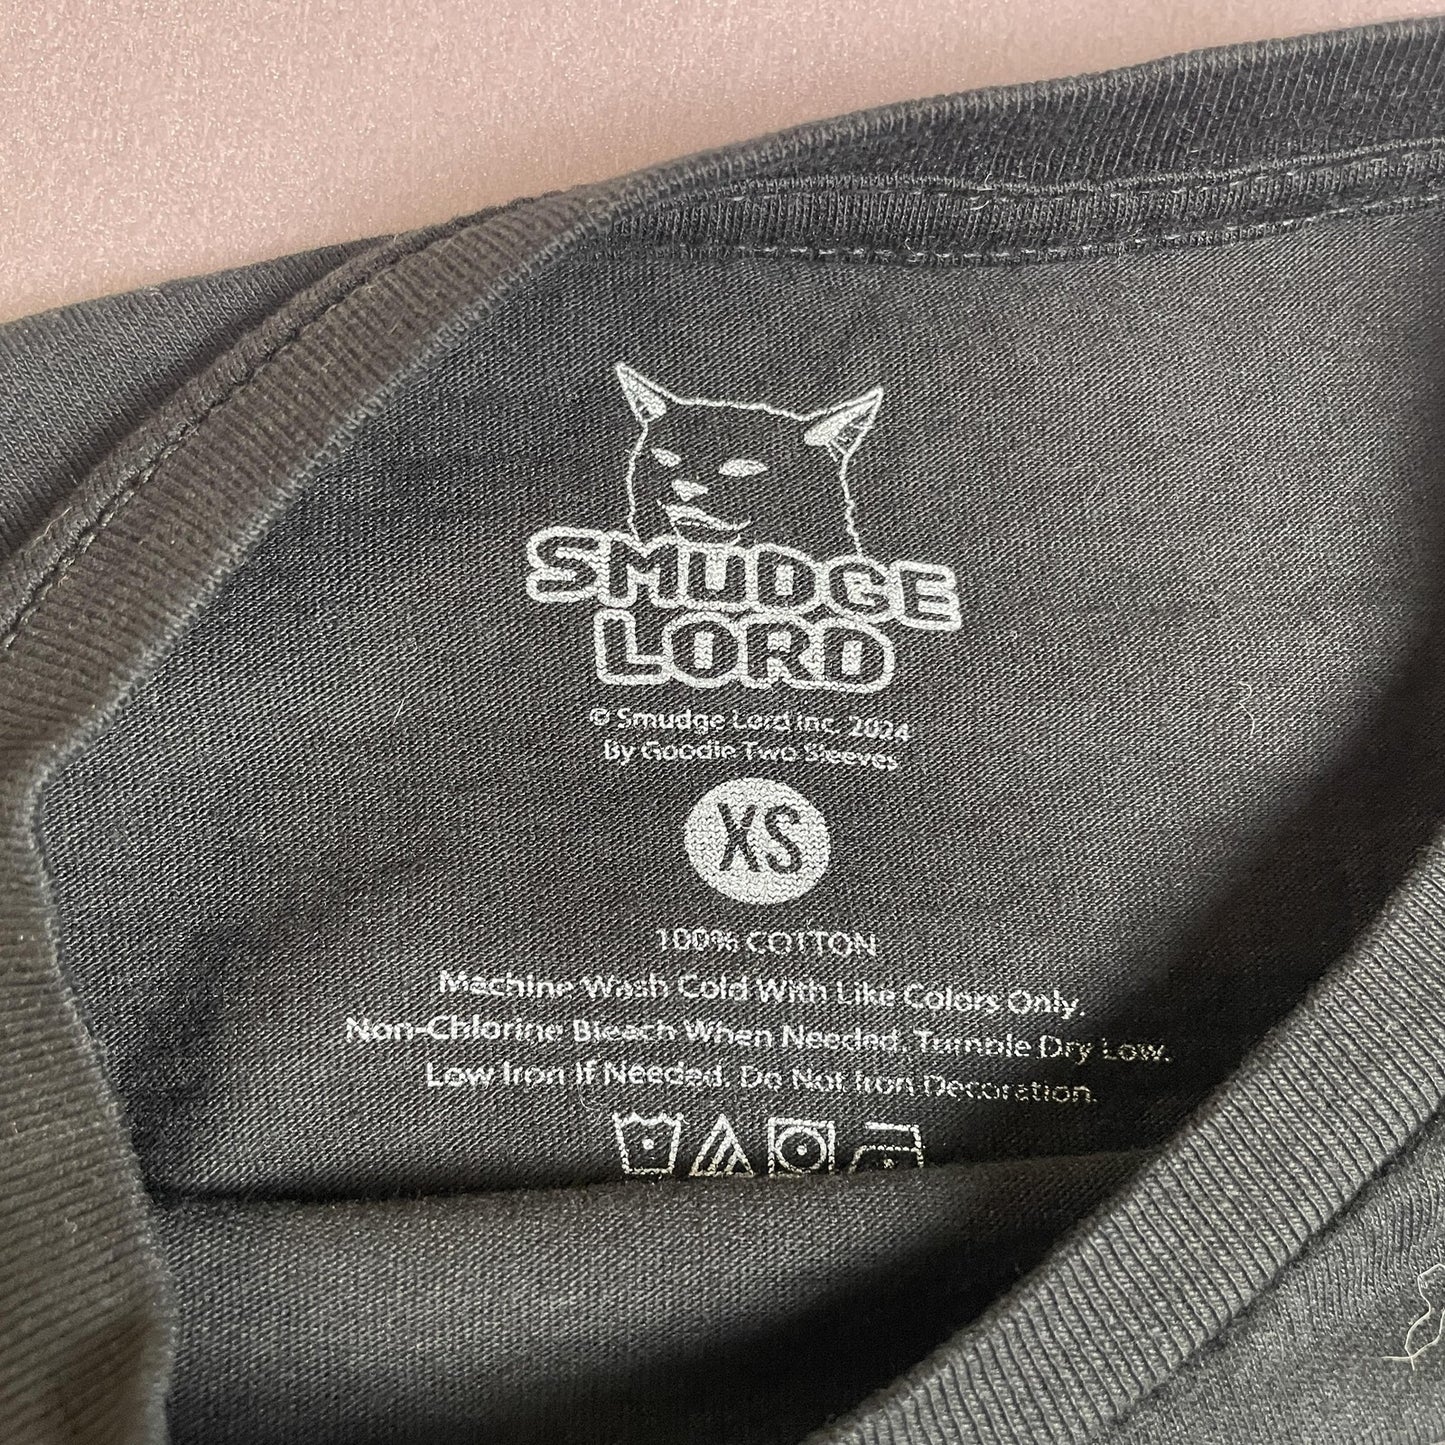 SMUDGE
LORD
© Smudge Lord Inc. 2024
By Goodie Two Sleeves
XS
100% COTTON
Machine Wash Cold With Like Colors Only.
Non-Chlorine Bleach When Needed. Tumble Dry Low.
Low Iron If Needed. Do Not Iron Decoration.